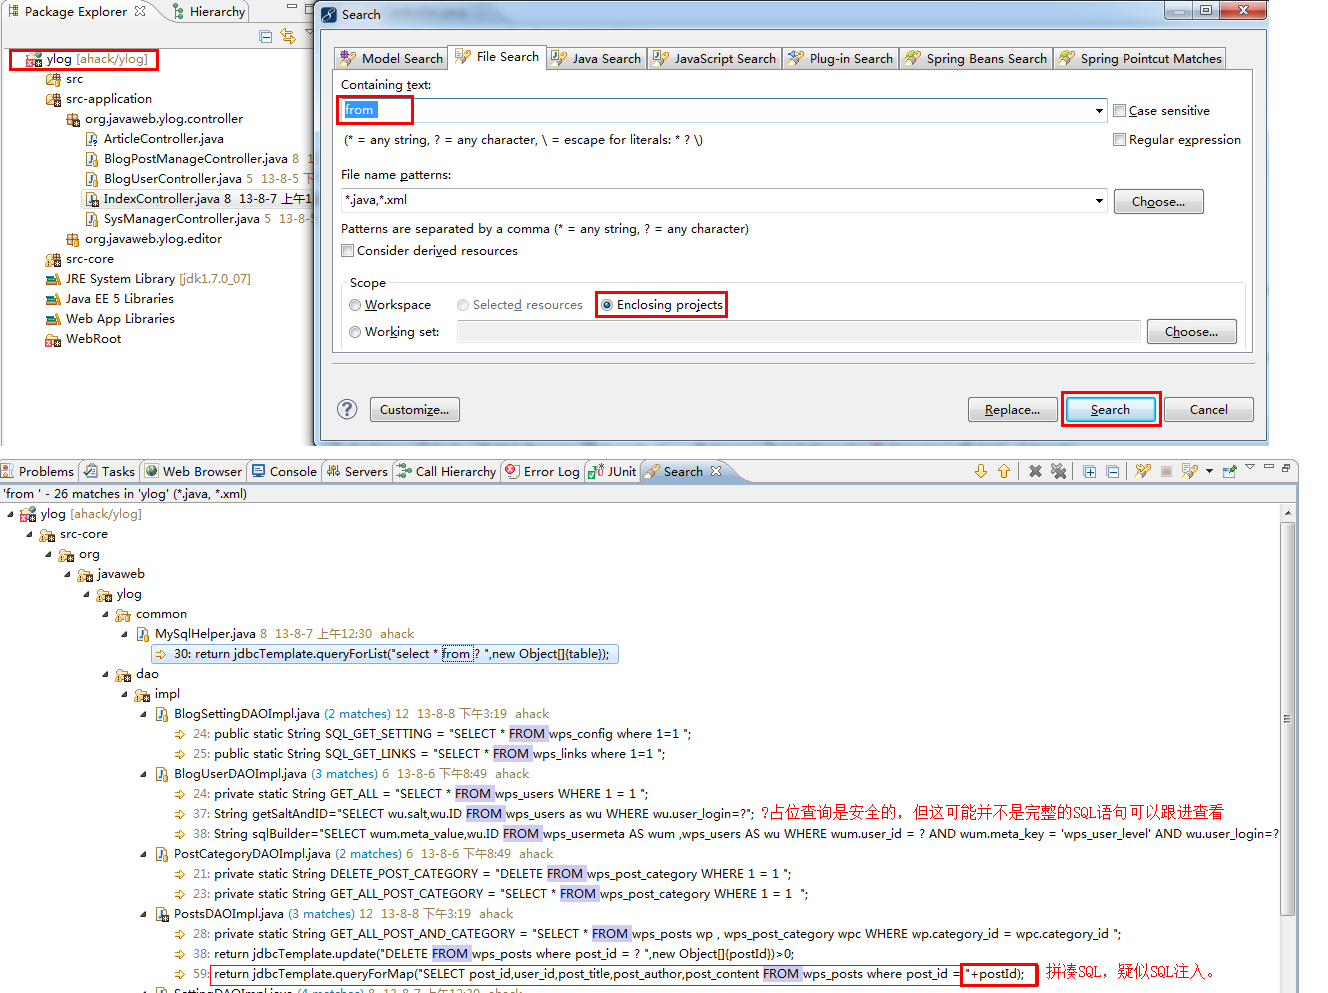 Package Explorer
Hierarchy
ylog [ahack/ylog]
src
src-application
org.javaweb.ylog.controller
ArticleController.java
BlogPostManageController.java 8 1
BlogUserController.java 5 13-8-5 下
IndexController.java 8 13-8-7 上午1
SysManagerController.java 5 13-8-5
org.javaweb.ylog.editor
src-core
JRE System Library [jdk1.7.0_07]
Java EE 5 Libraries
Web App Libraries
WebRoot
Search
Model Search
File Search
Java Search
JavaScript Search
Plug-in Search
Spring Beans Search
Spring Pointcut Matches
Containing text:
from
Case sensitive
(* = any string, ? = any character, \ = escape for literals: * ? \)
Regular expression
File name patterns:
*.java,*.xml
Choose...
Patterns are separated by a comma (* = any string, ? = any character)
Consider derived resources
Scope
Workspace
Selected resources
Enclosing projects
Working set:
Choose...
?
Customize...
Replace...
Search
Cancel
Problems
Tasks
Web Browser
Console
Servers
Call Hierarchy
Error Log
JUnit
Search
'from ' - 26 matches in 'ylog' (*.java, *.xml)
ylog [ahack/ylog]
src-core
org
javaweb
ylog
common
MySqlHelper.java 8 13-8-7 上午12:30 ahack
30: return jdbcTemplate.queryForList("select * from ? ",new Object[]{table});
dao
impl
BlogSettingDAOImpl.java (2 matches) 12 13-8-8 下午3:19 ahack
24: public static String SQL_GET_SETTING = "SELECT * FROM wps_config where 1=1 ";
25: public static String SQL_GET_LINKS = "SELECT * FROM wps_links where 1=1 ";
BlogUserDAOImpl.java (3 matches) 6 13-8-6 下午8:49 ahack
24: private static String GET_ALL = "SELECT * FROM wps_users WHERE 1 = 1 ";
37: String getSaltAndID="SELECT wu.salt,wu.ID FROM wps_users as wu WHERE wu.user_login=?"; ?占位查询是安全的，但这可能并不是完整的SQL语句可以跟进查看
38: String sqlBuilder="SELECT wum.meta_value,wu.ID FROM wps_usermeta AS wum ,wps_users AS wu WHERE wum.user_id = ? AND wum.meta_key = 'wps_user_level' AND wu.user_login=?
PostCategoryDAOImpl.java (2 matches) 6 13-8-6 下午8:49 ahack
21: private static String DELETE_POST_CATEGORY = "DELETE FROM wps_post_category WHERE 1 = 1 ";
23: private static String GET_ALL_POST_CATEGORY = "SELECT * FROM wps_post_category WHERE 1 = 1 ";
PostsDAOImpl.java (3 matches) 12 13-8-8 下午3:19 ahack
28: private static String GET_ALL_POST_AND_CATEGORY = "SELECT * FROM wps_posts wp , wps_post_category wpc WHERE wp.category_id = wpc.category_id ";
38: return jdbcTemplate.update("DELETE FROM wps_posts where post_id = ? ",new Object[]{postId})>0;
59: return jdbcTemplate.queryForMap("SELECT post_id,user_id,post_title,post_author,post_content FROM wps_posts where post_id = "+postId); 拼凑SQL，疑似SQL注入。